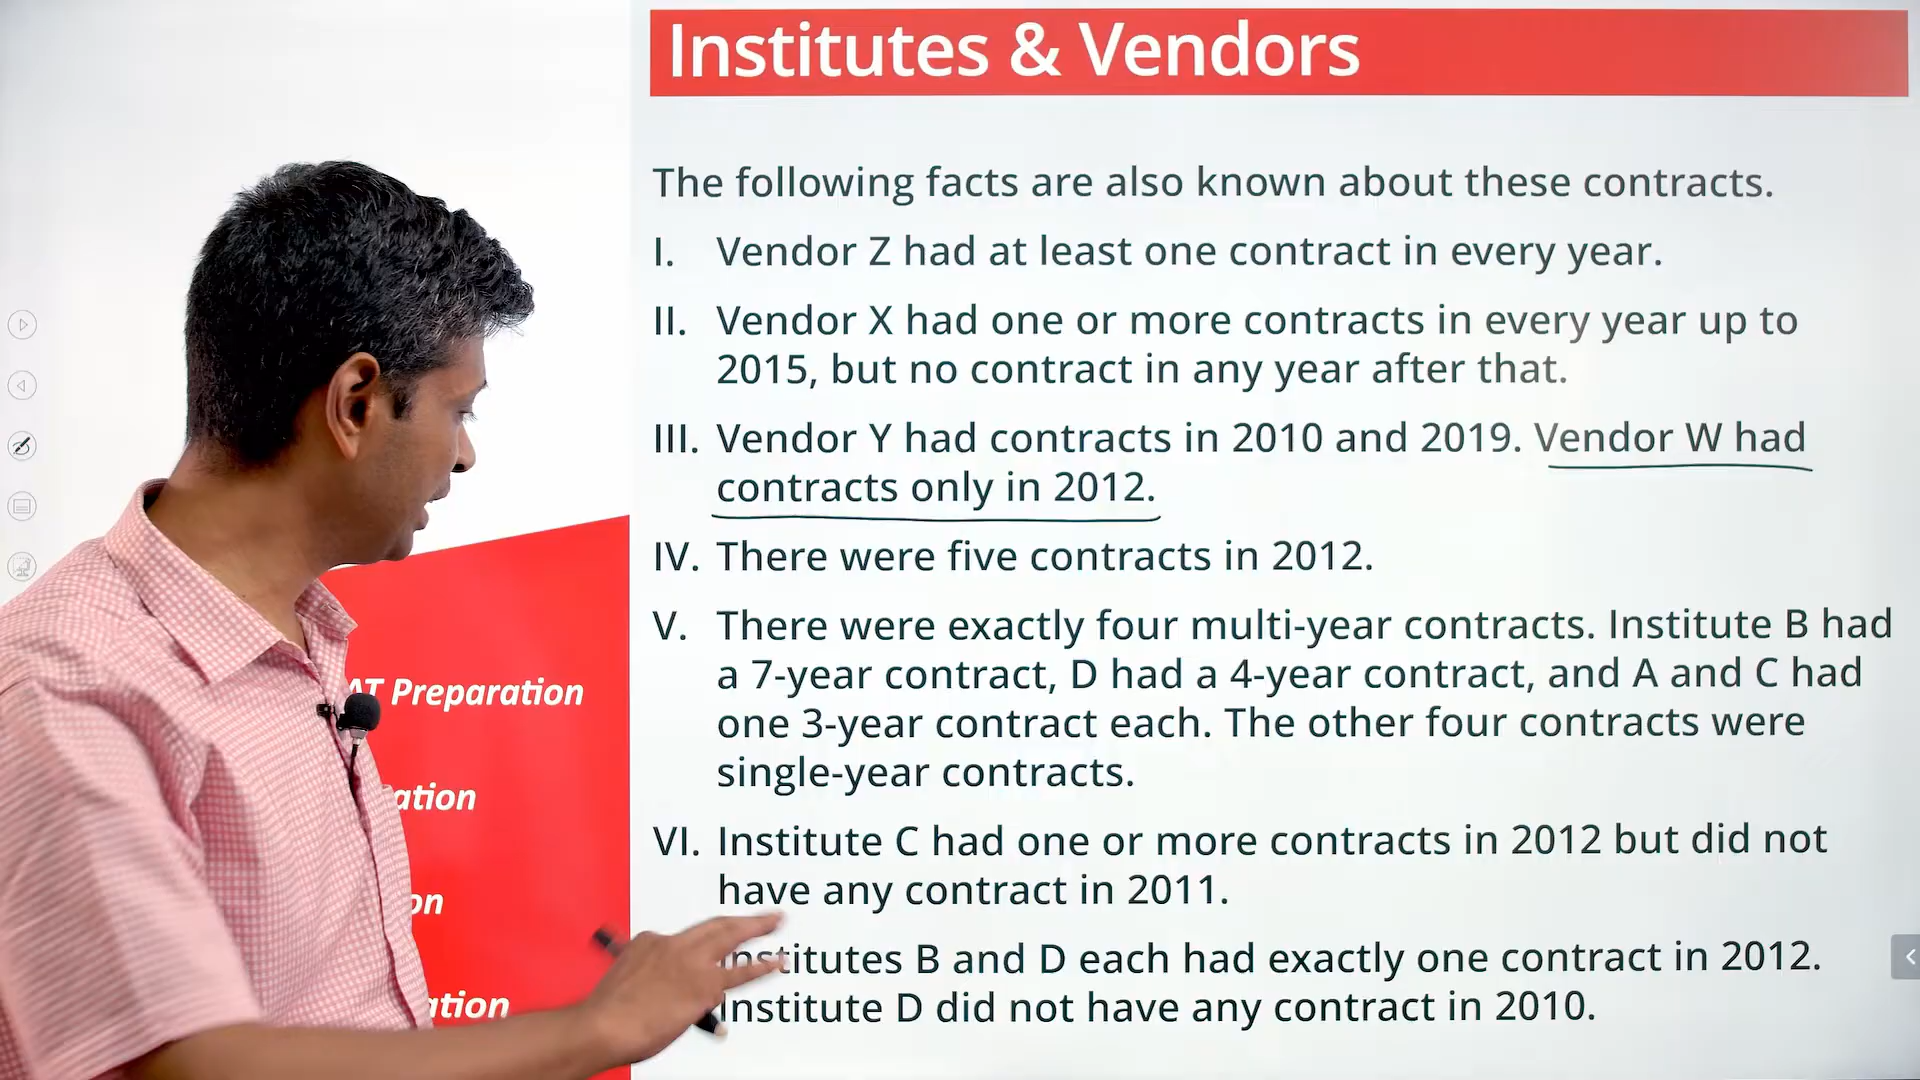 Institutes & Vendors
The following facts are also known about these contracts.
I. Vendor Z had at least one contract in every year.
II. Vendor X had one or more contracts in every year up to
2015, but no contract in any year after that.
III. Vendor Y had contracts in 2010 and 2019. Vendor W had
contracts only in 2012.
IV. There were five contracts in 2012.
V. There were exactly four multi-year contracts. Institute B had
a 7-year contract, D had a 4-year contract, and A and C had
one 3-year contract each. The other four contracts were
single-year contracts.
VI. Institute C had one or more contracts in 2012 but did not
have any contract in 2011.
Institutes B and D each had exactly one contract in 2012.
Institute D did not have any contract in 2010.
AT Preparation
ation
on
ation